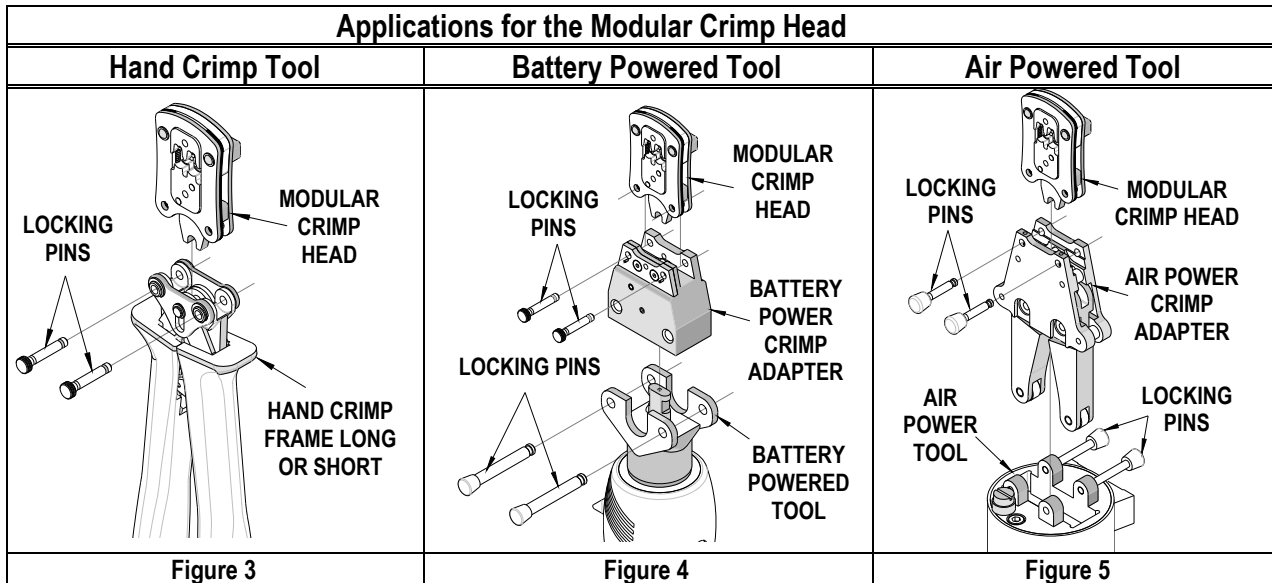 Applications for the Modular Crimp Head
Hand Crimp Tool
Battery Powered Tool
Air Powered Tool
LOCKING
PINS
MODULAR
CRIMP
HEAD
HAND CRIMP
FRAME LONG
OR SHORT
MODULAR
CRIMP
HEAD
LOCKING
PINS
BATTERY
POWER
CRIMP
ADAPTER
LOCKING PINS
BATTERY
POWERED
TOOL
LOCKING
PINS
MODULAR
CRIMP HEAD
AIR POWER
CRIMP
ADAPTER
AIR
POWER
TOOL
LOCKING
PINS
Figure 3
Figure 4
Figure 5